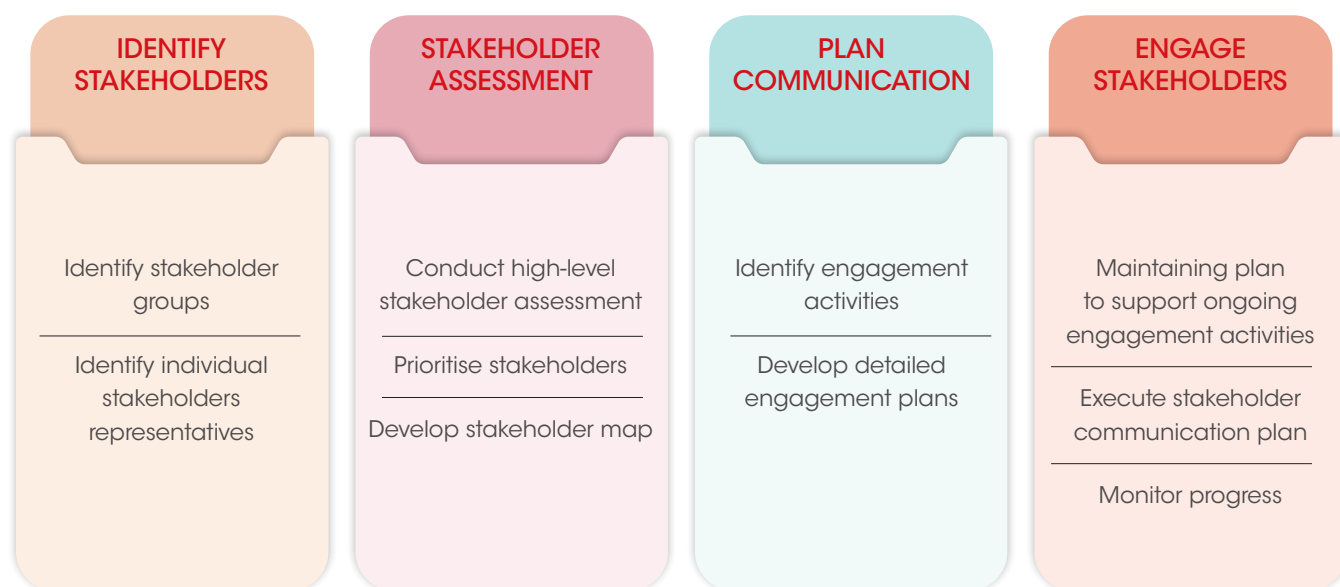 IDENTIFY
STAKEHOLDERS
Identify stakeholder
groups
Identify individual
stakeholders
representatives
STAKEHOLDER
ASSESSMENT
Conduct high-level
stakeholder assessment
Prioritise stakeholders
Develop stakeholder map
PLAN
COMMUNICATION
Identify engagement
activities
Develop detailed
engagement plans
ENGAGE
STAKEHOLDERS
Maintaining plan
to support ongoing
engagement activities
Execute stakeholder
communication plan
Monitor progress